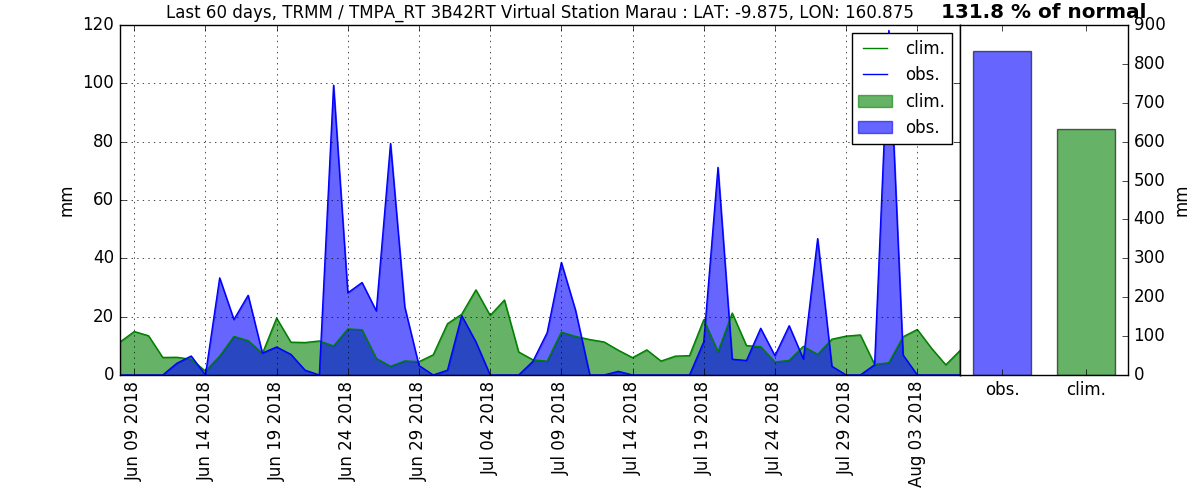 Last 60 days, TRMM / TMPA_RT 3B42RT Virtual Station Marau : LAT: -9.875, LON: 160.875
131.8 % of normal
120
100
80
60
40
20
0
mm
clim.
obs.
clim.
obs.
Jun 09 2018
Jun 14 2018
Jun 19 2018
Jun 24 2018
Jun 29 2018
Jul 04 2018
Jul 09 2018
Jul 14 2018
Jul 19 2018
Jul 24 2018
Jul 29 2018
Aug 03 2018
900
800
700
600
500
400
300
200
100
0
mm
obs.
clim.